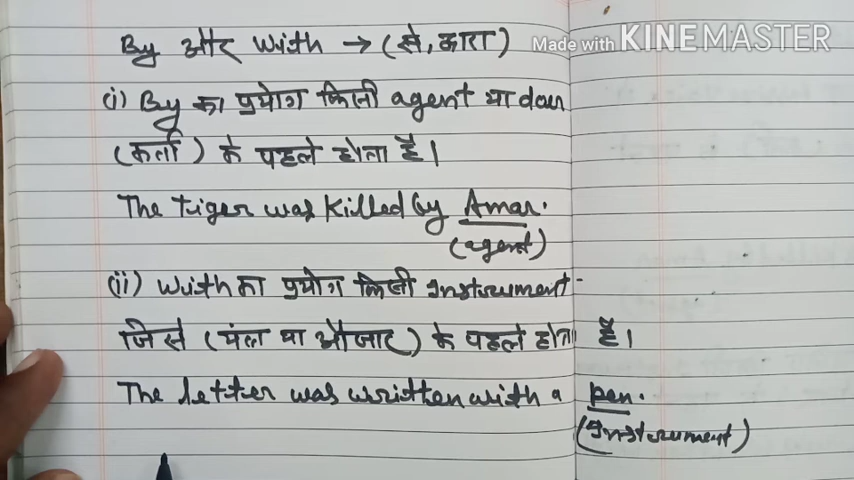 By और with → (से, द्वारा) Made with KINEMASTER
(i) By का प्रयोग किसी agent या doer
(कर्ता) के पहले होता है।
The tiger was killed by Amar.
(agent)
(ii) with का प्रयोग किसी Instrument
जिसे (यंत्र या औजार) के पहले होता है।
The letter was written with a pen.
(Instrument)